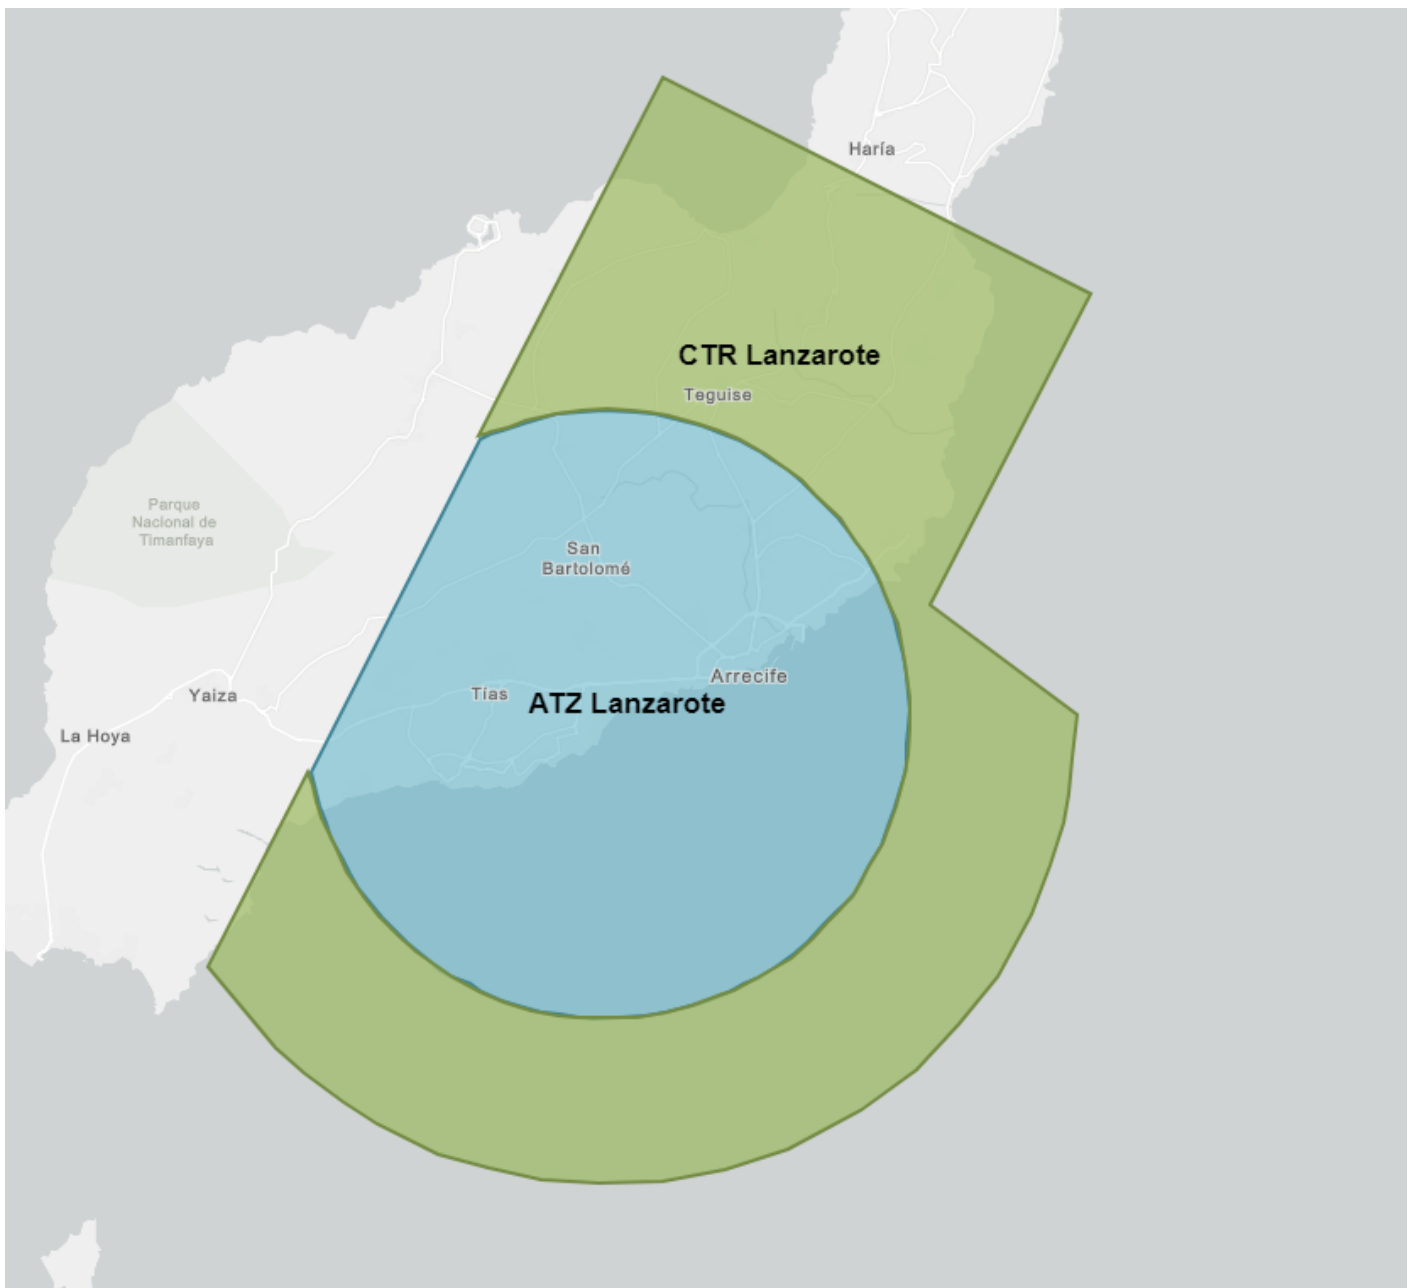 Haría
CTR Lanzarote
Teguise
Parque
Nacional de
Timanfaya
San
Bartolomé
Arrecife
Yaiza
Tías
ATZ Lanzarote
La Hoya